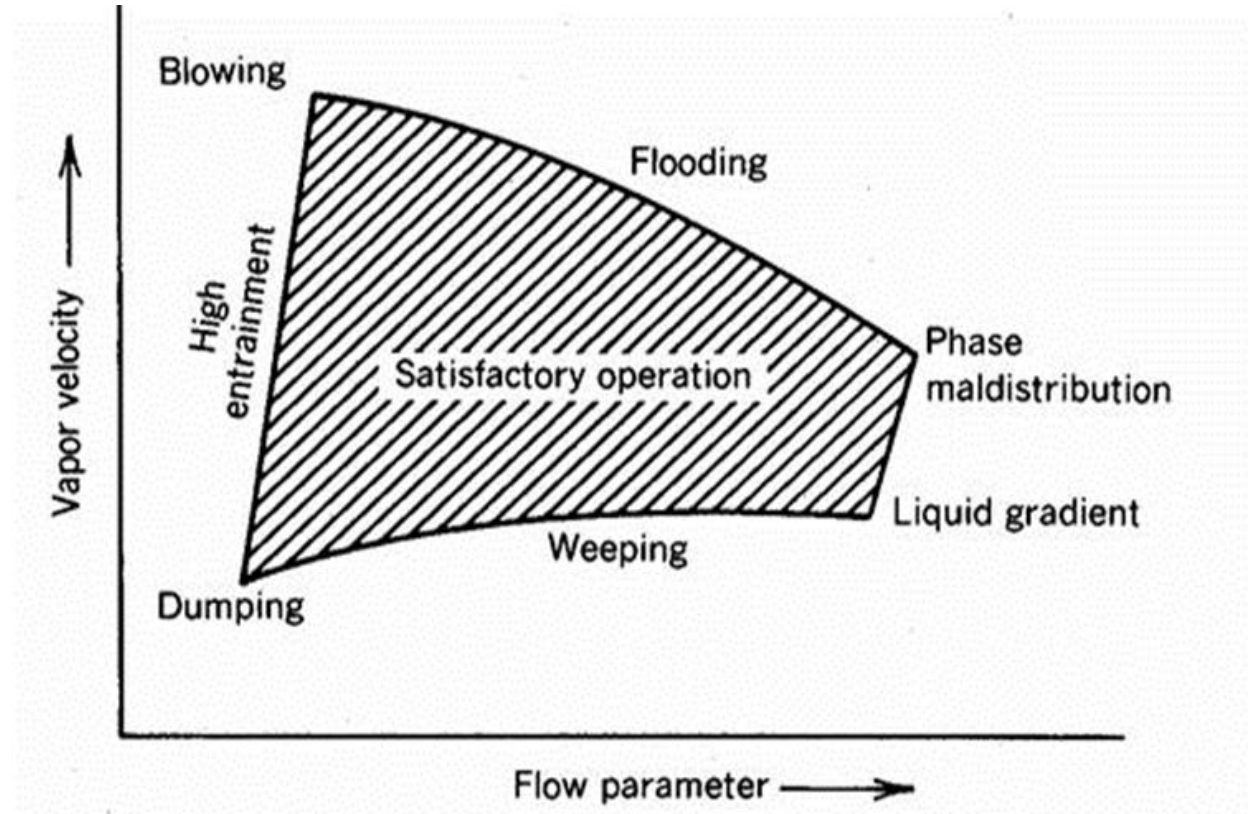 Blowing
Flooding
High
entrainment
Vapor velocity
Satisfactory operation
Phase
maldistribution
Liquid gradient
Weeping
Dumping
Flow parameter